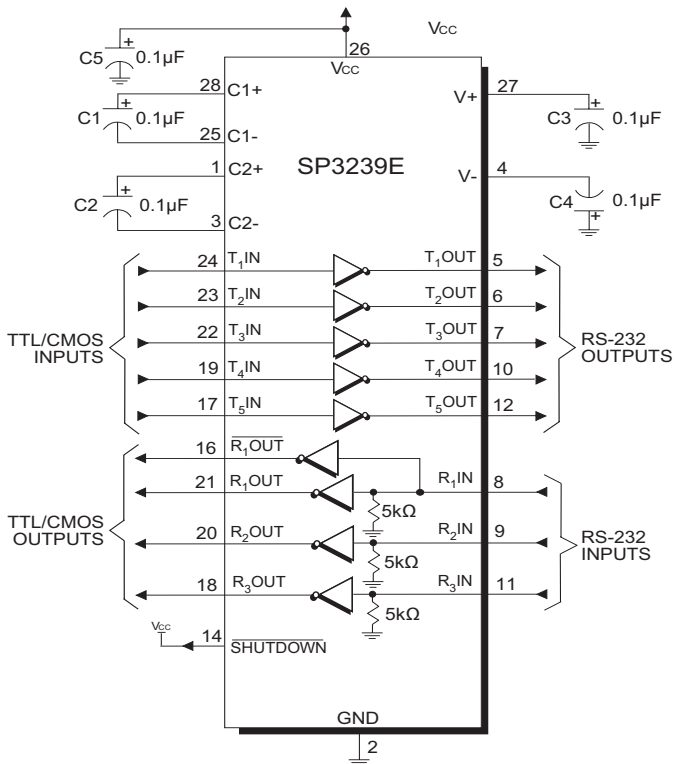 VCC
26
VCC
C5 + 0.1µF
28 C1+
C1 + 0.1µF
25 C1-
1 C2+
C2 + 0.1µF
3 C2-
SP3239E
V+ 27
C3 + 0.1µF
V- 4
C4 + 0.1µF
TTL/CMOS
INPUTS
24 T1IN T1OUT 5
23 T2IN T2OUT 6
22 T3IN T3OUT 7
19 T4IN T4OUT 10
17 T5IN T5OUT 12
RS-232
OUTPUTS
TTL/CMOS
OUTPUTS
16 R1OUT
21 R1OUT R1IN 8
5kΩ
20 R2OUT R2IN 9
5kΩ
18 R3OUT R3IN 11
5kΩ
RS-232
INPUTS
VCC
14 SHUTDOWN
GND
2